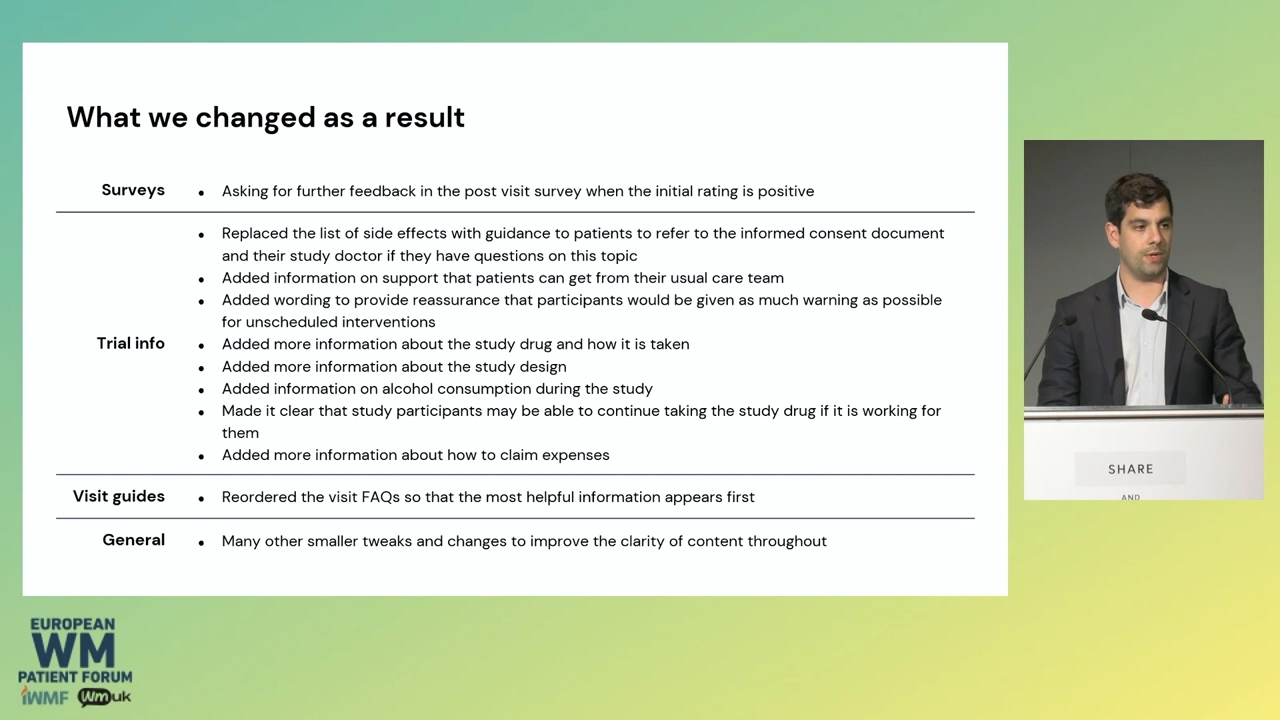 What we changed as a result
Surveys
• Asking for further feedback in the post visit survey when the initial rating is positive
Trial info
• Replaced the list of side effects with guidance to patients to refer to the informed consent document
and their study doctor if they have questions on this topic
• Added information on support that patients can get from their usual care team
• Added wording to provide reassurance that participants would be given as much warning as possible
for unscheduled interventions
• Added more information about the study drug and how it is taken
• Added more information about the study design
• Added information on alcohol consumption during the study
• Made it clear that study participants may be able to continue taking the study drug if it is working for
them
• Added more information about how to claim expenses
Visit guides
• Reordered the visit FAQs so that the most helpful information appears first
General
• Many other smaller tweaks and changes to improve the clarity of content throughout
SHARE
AND
EUROPEAN
WM
PATIENT FORUM
iWMF Wmuk